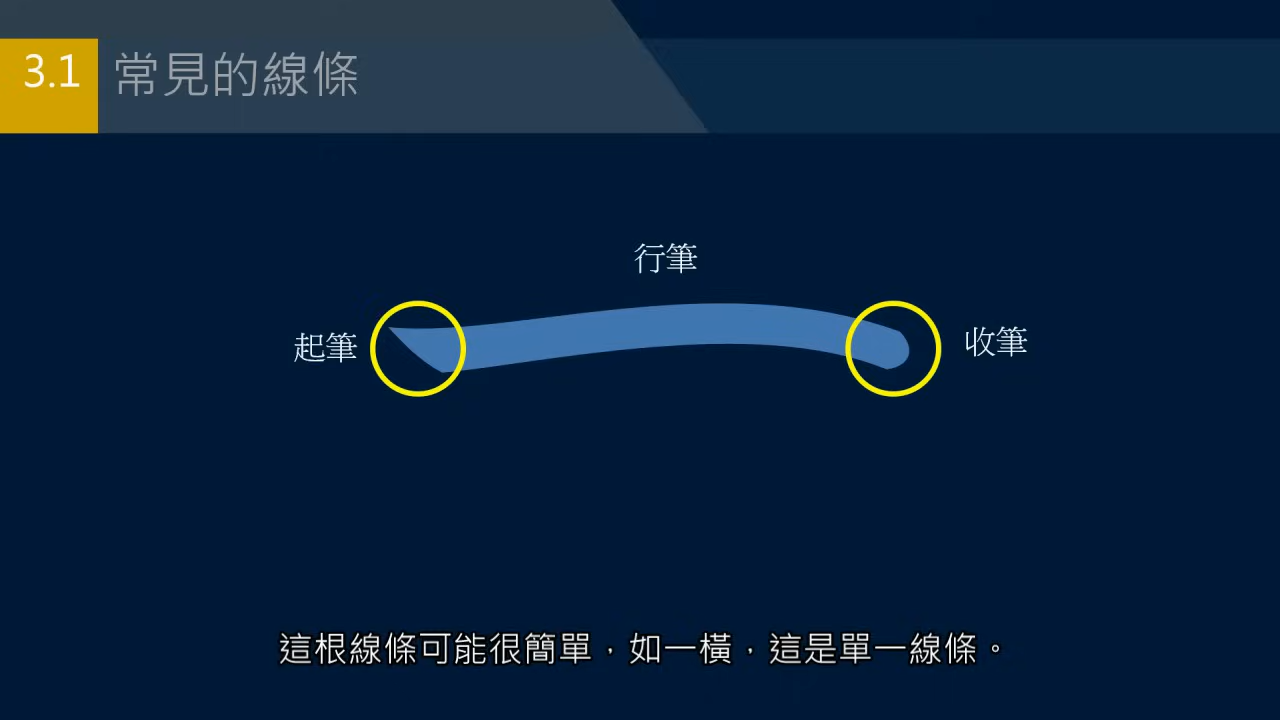 3.1 常見的線條
行筆
起筆
收筆
這根線條可能很簡單，如一橫，這是單一線條。